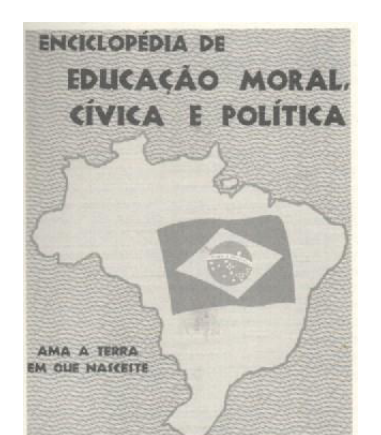 ENCICLOPÉDIA DE
EDUCAÇÃO MORAL,
CÍVICA E POLÍTICA
AMA A TERRA
EM QUE NASCESTE